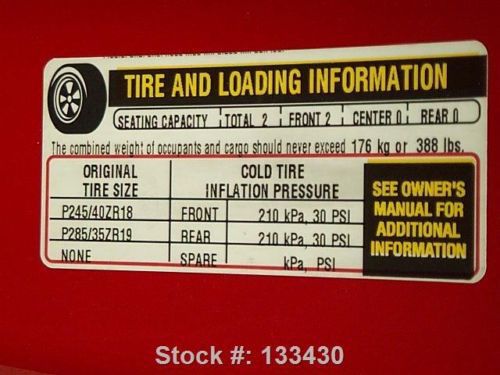 TIRE AND LOADING INFORMATION
SEATING CAPACITY TOTAL 2 FRONT 2 CENTER 0 REAR 0
The combined weight of occupants and cargo should never exceed 176 kg or 388 lbs.
ORIGINAL TIRE SIZE COLD TIRE INFLATION PRESSURE
P245/40ZR18 FRONT 210 kPa, 30 PSI
P285/35ZR19 REAR 210 kPa, 30 PSI
NONE SPARE kPa, PSI
SEE OWNER'S
MANUAL FOR
ADDITIONAL
INFORMATION
Stock #: 133430